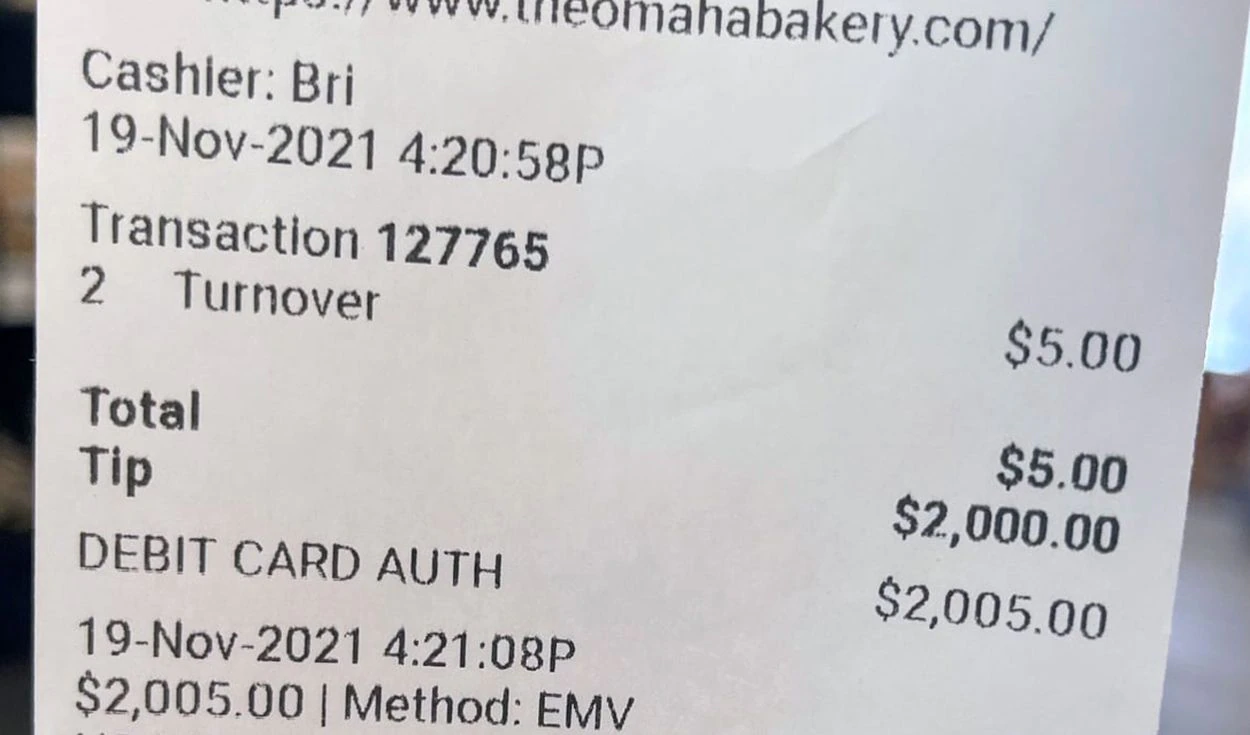 https://www.theomahabakery.com/
Cashier: Bri
19-Nov-2021 4:20:58P
Transaction 127765
2 Turnover $5.00
Total $5.00
Tip $2,000.00
DEBIT CARD AUTH $2,005.00
19-Nov-2021 4:21:08P
$2,005.00 | Method: EMV